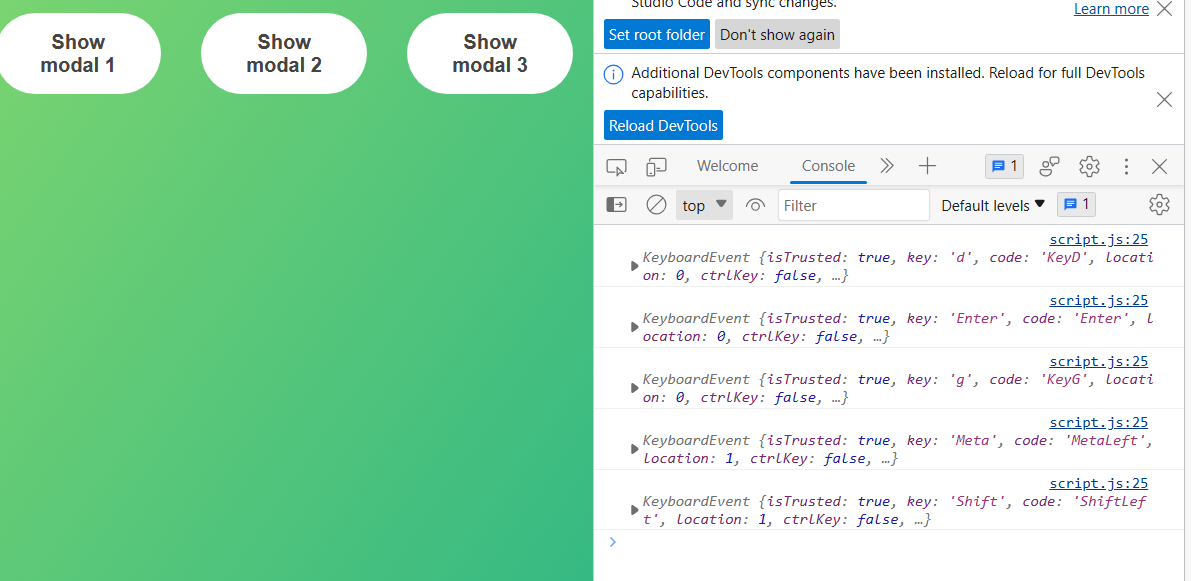 Show
modal 1
Show
modal 2
Show
modal 3
Studio Code and sync changes.
Learn more
Set root folder
Don't show again
Additional DevTools components have been installed. Reload for full DevTools
capabilities.
Reload DevTools
Welcome
Console
1
top
Filter
Default levels
1
script.js:25
KeyboardEvent {isTrusted: true, key: 'd', code: 'KeyD', locati
on: 0, ctrlKey: false, …}
script.js:25
KeyboardEvent {isTrusted: true, key: 'Enter', code: 'Enter', l
ocation: 0, ctrlKey: false, …}
script.js:25
KeyboardEvent {isTrusted: true, key: 'g', code: 'KeyG', locati
on: 0, ctrlKey: false, …}
script.js:25
KeyboardEvent {isTrusted: true, key: 'Meta', code: 'MetaLeft',
location: 1, ctrlKey: false, …}
script.js:25
KeyboardEvent {isTrusted: true, key: 'Shift', code: 'ShiftLef
t', location: 1, ctrlKey: false, …}